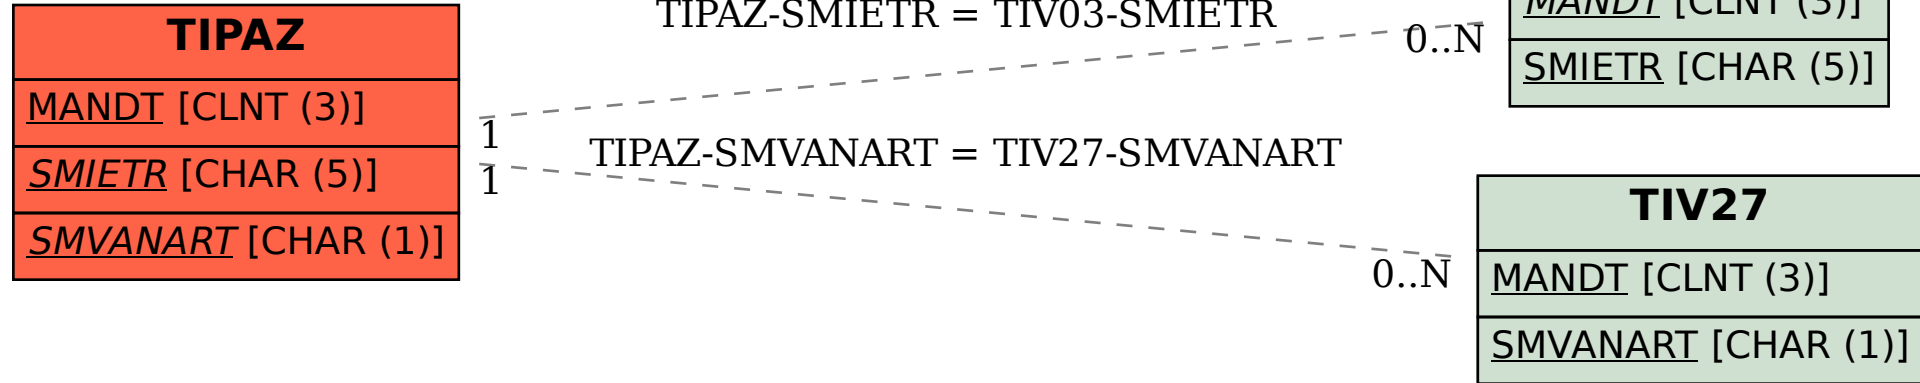 TIPAZ
MANDT [CLNT (3)]
SMIETR [CHAR (5)]
SMVANART [CHAR (1)]
TIPAZ-SMIETR = TIV03-SMIETR
1
0..N
TIPAZ-SMVANART = TIV27-SMVANART
1
0..N
MANDT [CLNT (3)]
SMIETR [CHAR (5)]
TIV27
MANDT [CLNT (3)]
SMVANART [CHAR (1)]